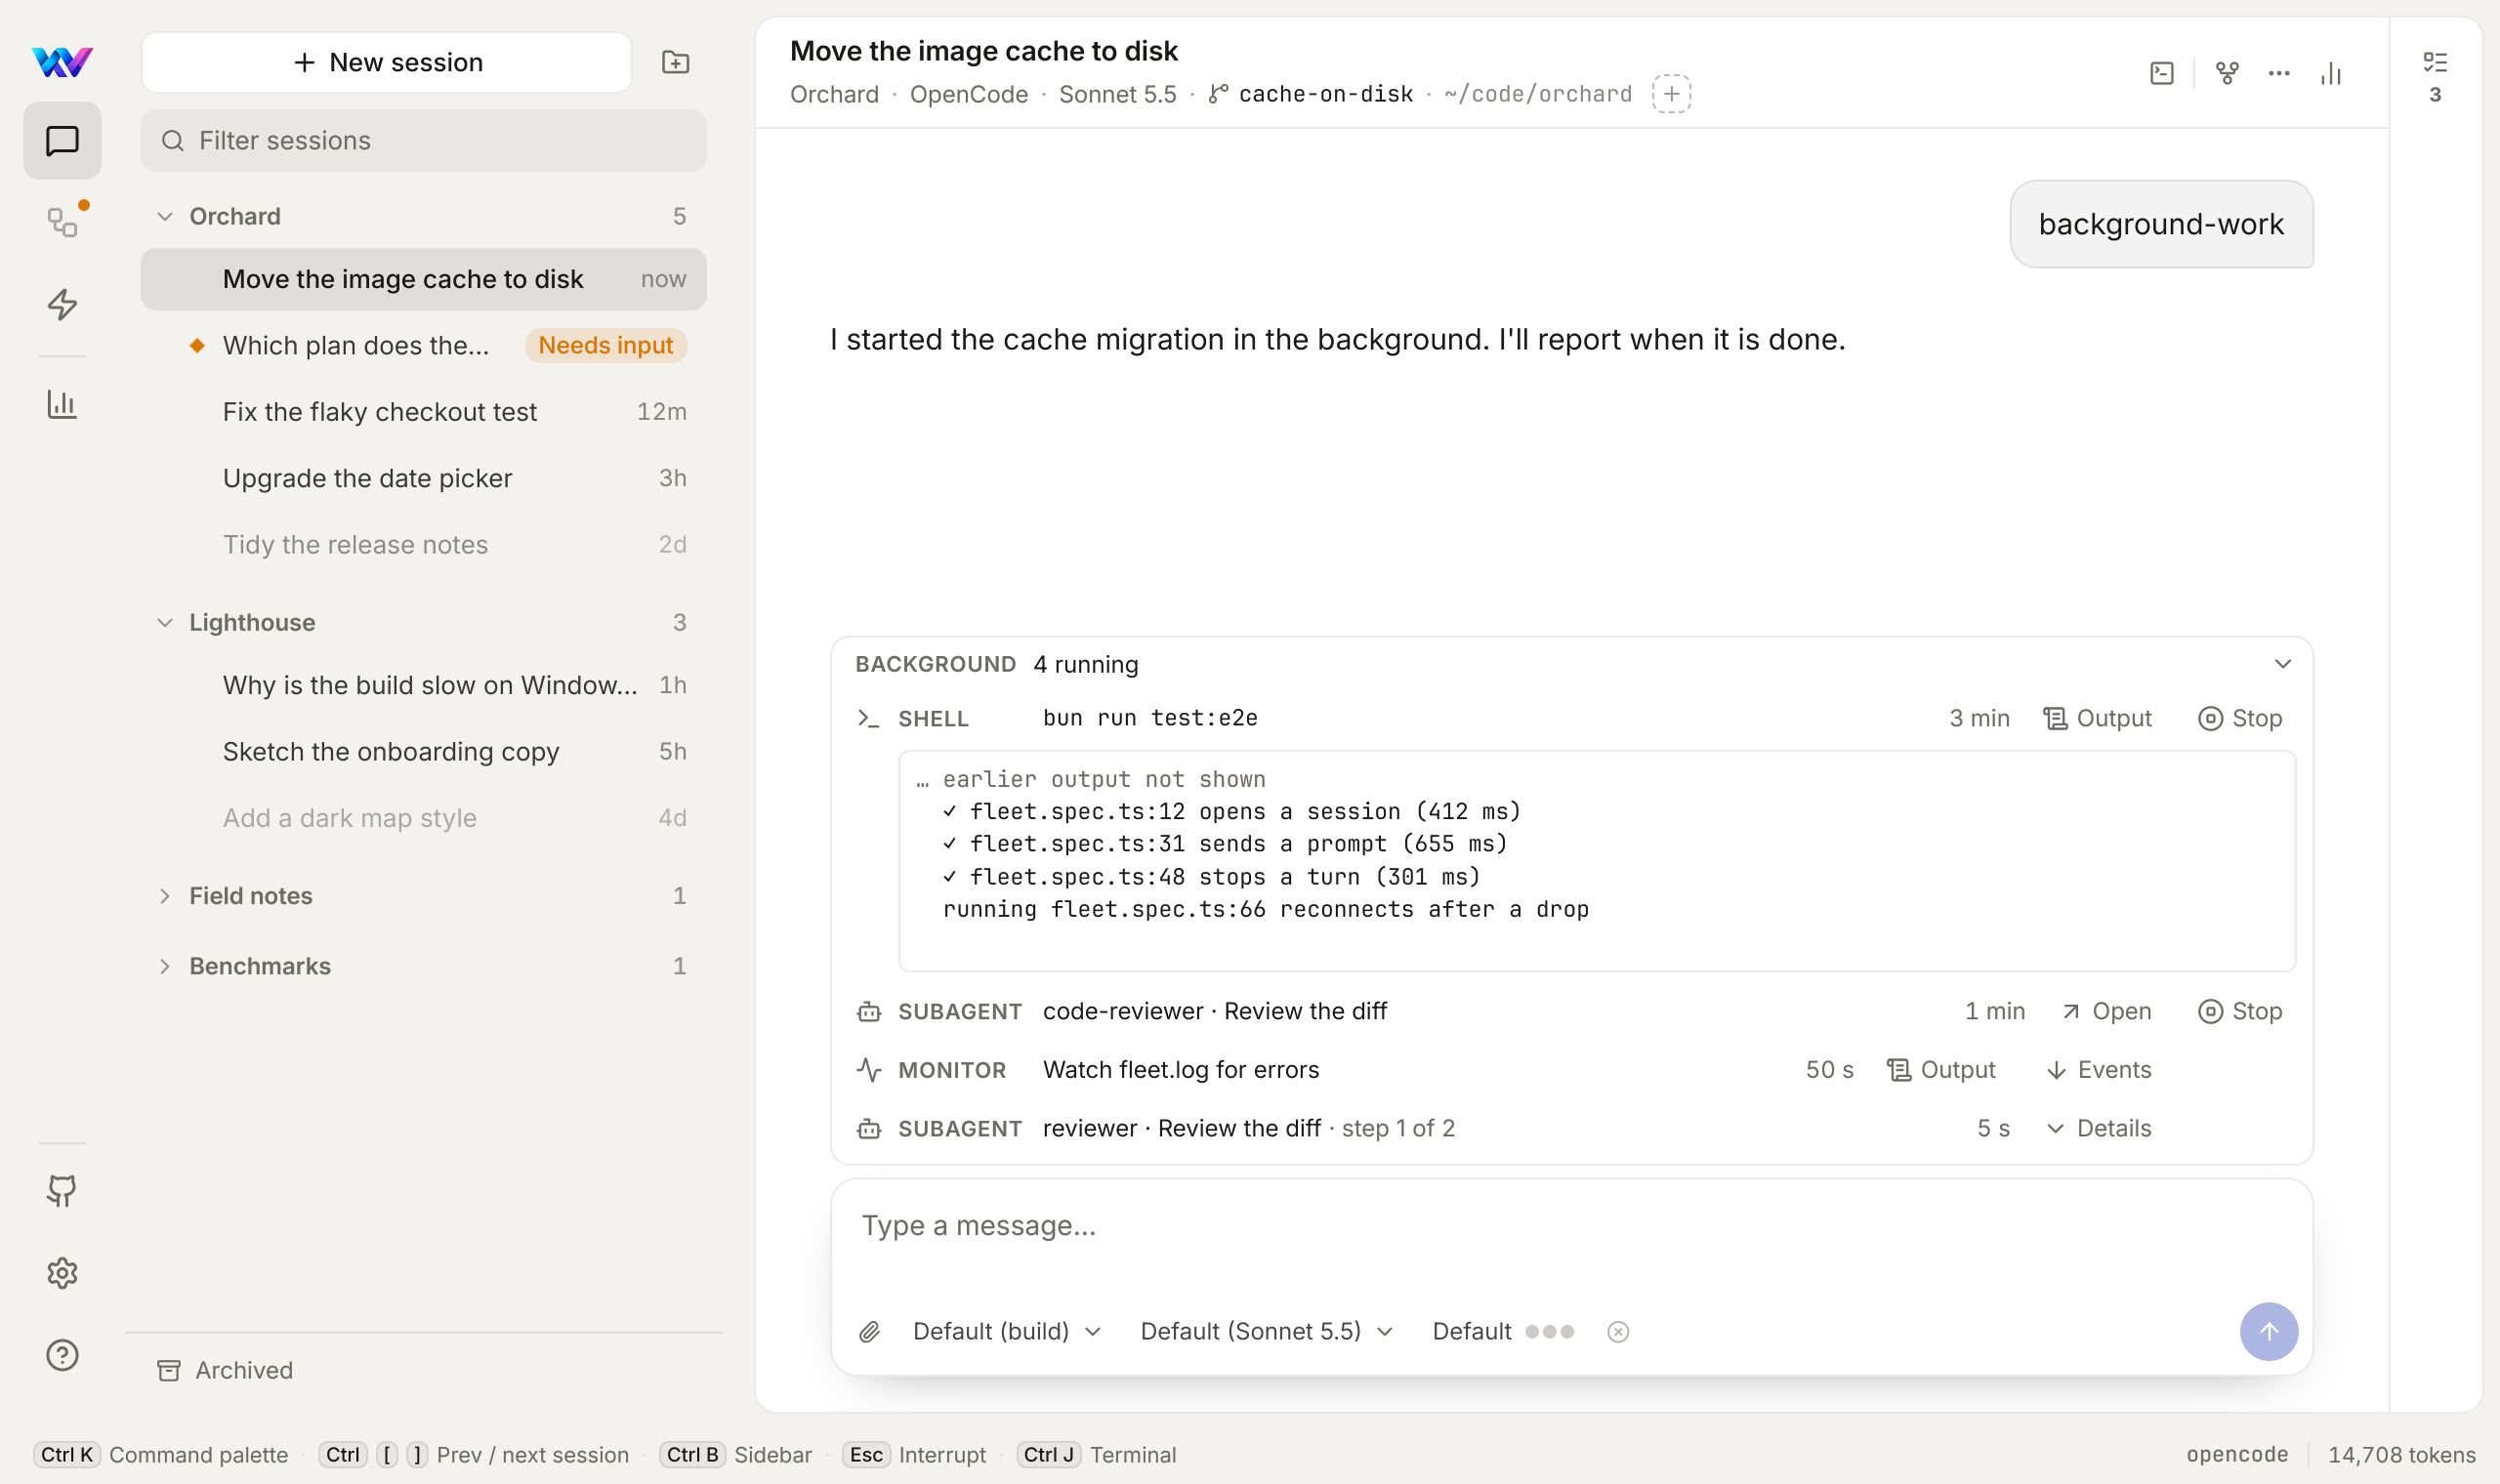 New session
Filter sessions
Orchard 5
Move the image cache to disk now
Which plan does the... Needs input
Fix the flaky checkout test 12m
Upgrade the date picker 3h
Tidy the release notes 2d
Lighthouse 3
Why is the build slow on Window... 1h
Sketch the onboarding copy 5h
Add a dark map style 4d
Field notes 1
Benchmarks 1
Archived
Move the image cache to disk
Orchard · OpenCode · Sonnet 5.5 · cache-on-disk · ~/code/orchard
3
background-work
I started the cache migration in the background. I'll report when it is done.
BACKGROUND 4 running
SHELL bun run test:e2e 3 min Output Stop
… earlier output not shown
✓ fleet.spec.ts:12 opens a session (412 ms)
✓ fleet.spec.ts:31 sends a prompt (655 ms)
✓ fleet.spec.ts:48 stops a turn (301 ms)
running fleet.spec.ts:66 reconnects after a drop
SUBAGENT code-reviewer · Review the diff 1 min Open Stop
MONITOR Watch fleet.log for errors 50 s Output Events
SUBAGENT reviewer · Review the diff · step 1 of 2 5 s Details
Type a message...
Default (build) Default (Sonnet 5.5) Default
Ctrl K Command palette · Ctrl [ ] Prev / next session · Ctrl B Sidebar · Esc Interrupt · Ctrl J Terminal
opencode 14,708 tokens